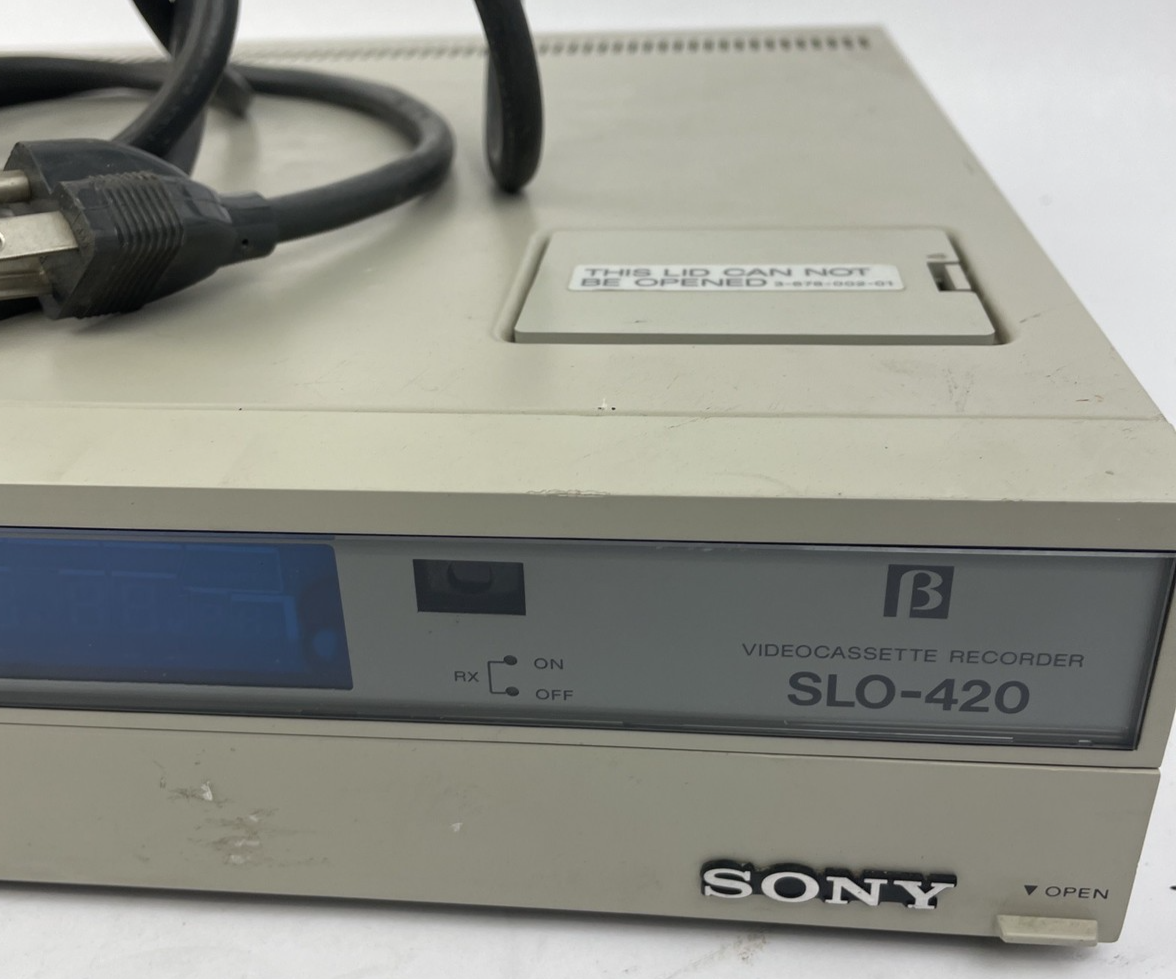 THIS LID CAN NOT
BE OPENED 3-678-002-01
β
VIDEOCASSETTE RECORDER
SLO-420
RX
ON
OFF
SONY
▼ OPEN